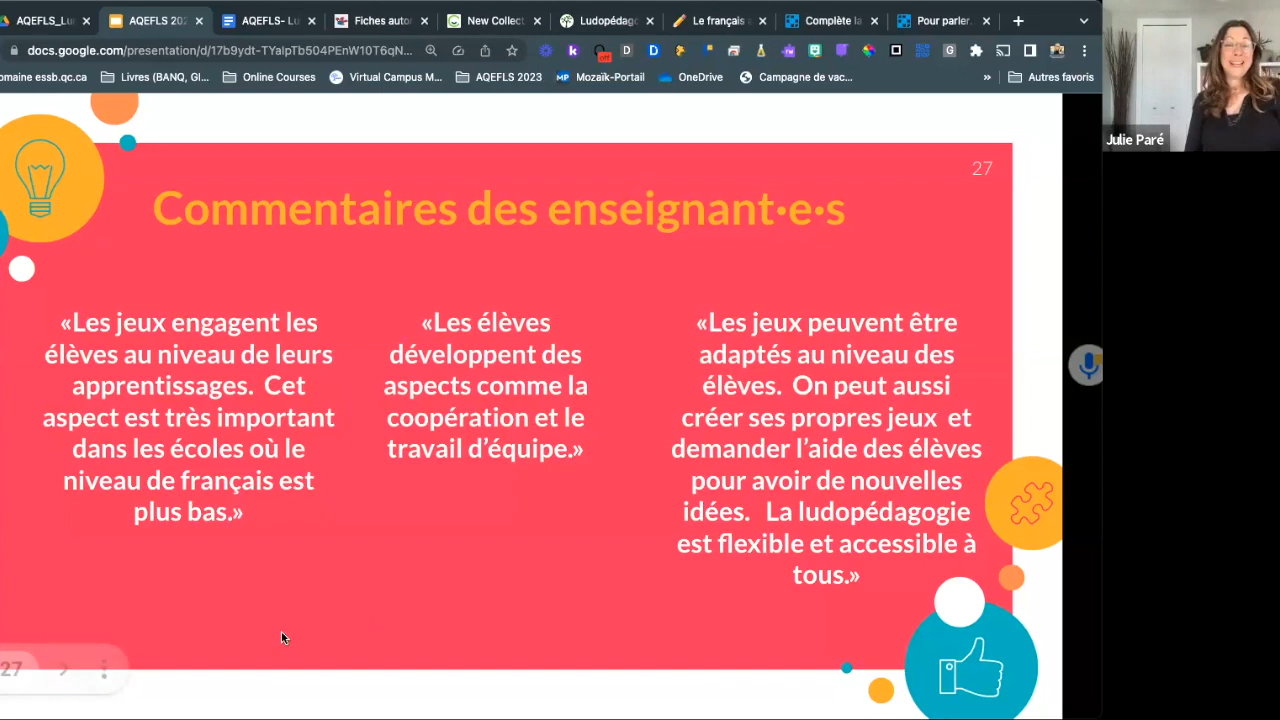 AQEFLS_Lu
AQEFLS 202
AQEFLS- Lu
Fiches autor
New Collect
Ludopédago
Le français a
Complète la
Pour parler.
docs.google.com/presentation/d/17b9ydt-TYalpTb504PEnW10T6qN...
omaine essb.qc.ca
Livres (BANQ, Gl...
Online Courses
Virtual Campus M...
AQEFLS 2023
Mozaïk-Portail
OneDrive
Campagne de vac...
»
Autres favoris
Julie Paré
27
Commentaires des enseignant·e·s
«Les jeux engagent les
élèves au niveau de leurs
apprentissages. Cet
aspect est très important
dans les écoles où le
niveau de français est
plus bas.»
«Les élèves
développent des
aspects comme la
coopération et le
travail d’équipe.»
«Les jeux peuvent être
adaptés au niveau des
élèves. On peut aussi
créer ses propres jeux et
demander l’aide des élèves
pour avoir de nouvelles
idées. La ludopédagogie
est flexible et accessible à
tous.»
27